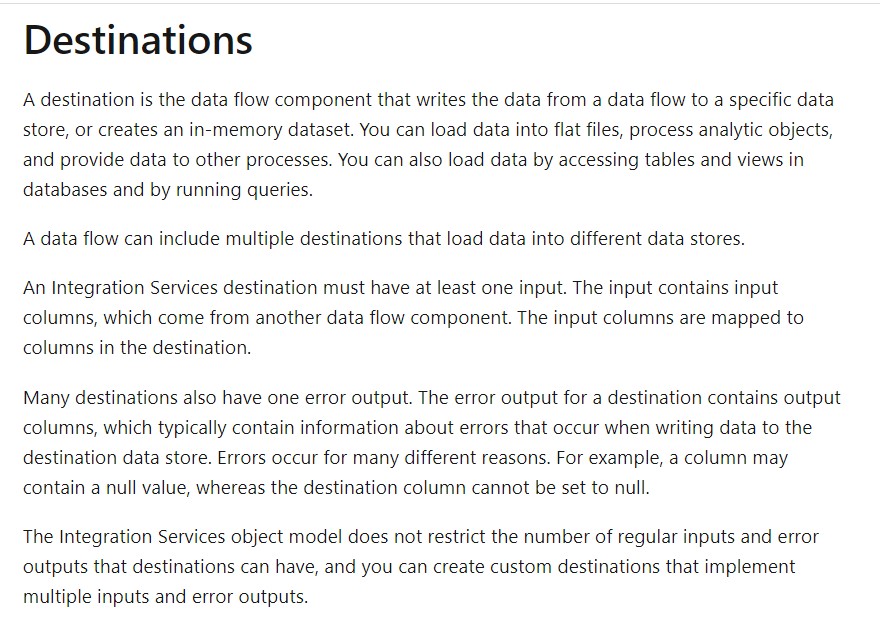 Destinations
A destination is the data flow component that writes the data from a data flow to a specific data
store, or creates an in-memory dataset. You can load data into flat files, process analytic objects,
and provide data to other processes. You can also load data by accessing tables and views in
databases and by running queries.
A data flow can include multiple destinations that load data into different data stores.
An Integration Services destination must have at least one input. The input contains input
columns, which come from another data flow component. The input columns are mapped to
columns in the destination.
Many destinations also have one error output. The error output for a destination contains output
columns, which typically contain information about errors that occur when writing data to the
destination data store. Errors occur for many different reasons. For example, a column may
contain a null value, whereas the destination column cannot be set to null.
The Integration Services object model does not restrict the number of regular inputs and error
outputs that destinations can have, and you can create custom destinations that implement
multiple inputs and error outputs.